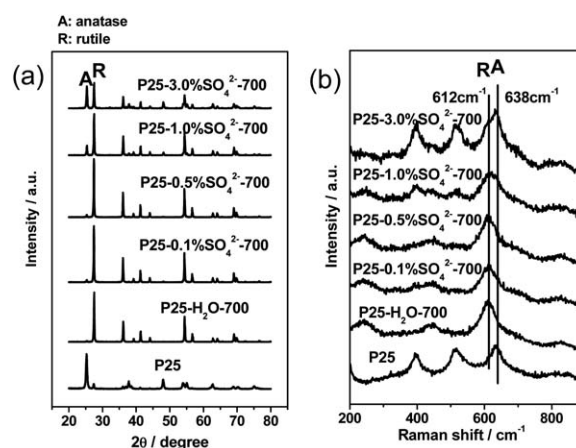 A: anatase
R: rutile
(a)
A
R
P25-3.0%SO₄²⁻-700
P25-1.0%SO₄²⁻-700
P25-0.5%SO₄²⁻-700
P25-0.1%SO₄²⁻-700
P25-H₂O-700
P25
Intensity / a.u.
20 30 40 50 60 70 80
2θ / degree
(b)
R A
612cm⁻¹
638cm⁻¹
P25-3.0%SO₄²⁻-700
P25-1.0%SO₄²⁻-700
P25-0.5%SO₄²⁻-700
P25-0.1%SO₄²⁻-700
P25-H₂O-700
P25
Intensity / a.u.
200 400 600 800
Raman shift / cm⁻¹